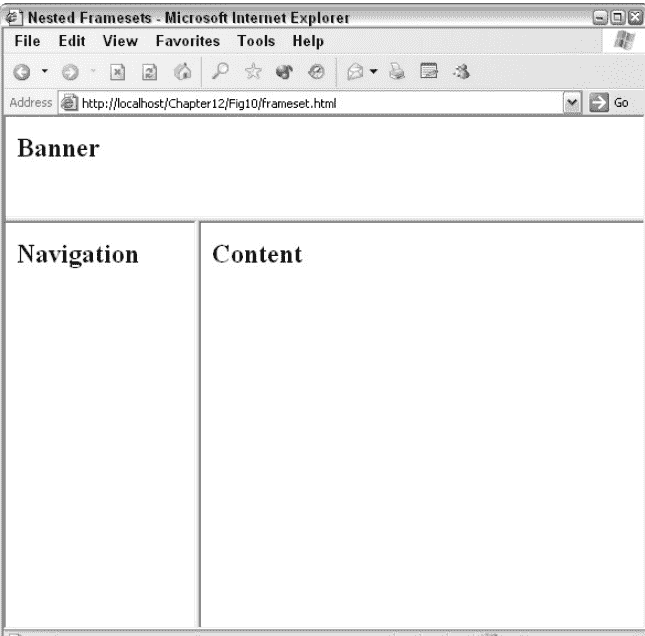 Nested Framesets - Microsoft Internet Explorer
File Edit View Favorites Tools Help
Address http://localhost/Chapter12/Fig10/frameset.html Go
Banner
Navigation
Content